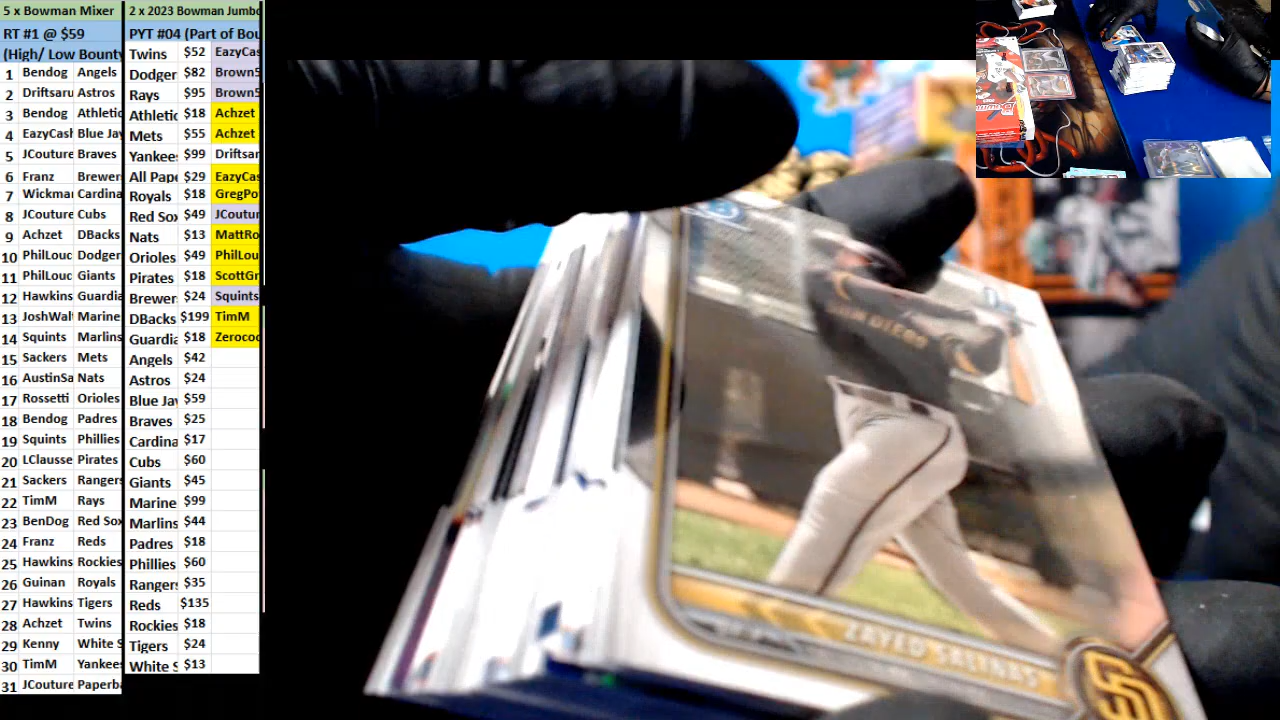 5 x Bowman Mixer
RT #1 @ $59
(High/ Low Bounty
1 Bendog Angels
2 Driftsaru Astros
3 Bendog Athletic
4 EazyCash Blue Jay
5 JCouture Braves
6 Franz Brewer
7 Wickmar Cardina
8 JCouture Cubs
9 Achzet DBacks
10 PhilLouc Dodger
11 PhilLouc Giants
12 Hawkins Guardia
13 JoshWal Marine
14 Squints Marlins
15 Sackers Mets
16 AustinSa Nats
17 Rossetti Orioles
18 Bendog Padres
19 Squints Phillies
20 LClausse Pirates
21 Sackers Rangers
22 TimM Rays
23 BenDog Red Sox
24 Franz Reds
25 Hawkins Rockies
26 Guinan Royals
27 Hawkins Tigers
28 Achzet Twins
29 Kenny White S
30 TimM Yankee
31 JCouture Paperba
2 x 2023 Bowman Jumbo
PYT #04 (Part of Bou
Twins $52 EazyCas
Dodger $82 Brown5
Rays $95 Brown5
Athletic $18 Achzet
Mets $55 Achzet
Yankee $99 Driftsar
All Pape $29 EazyCas
Royals $18 GregPo
Red Sox $49 JCoutur
Nats $13 MattRo
Orioles $49 PhilLou
Pirates $18 ScottGr
Brewer $24 Squints
DBacks $199 TimM
Guardia $18 Zerococ
Angels $42
Astros $24
Blue Jay $59
Braves $25
Cardina $17
Cubs $60
Giants $45
Marine $99
Marlins $44
Padres $18
Phillies $60
Rangers $35
Reds $135
Rockies $18
Tigers $24
White S $13
SAN DIEGO
ZAYED SALINAS
SD